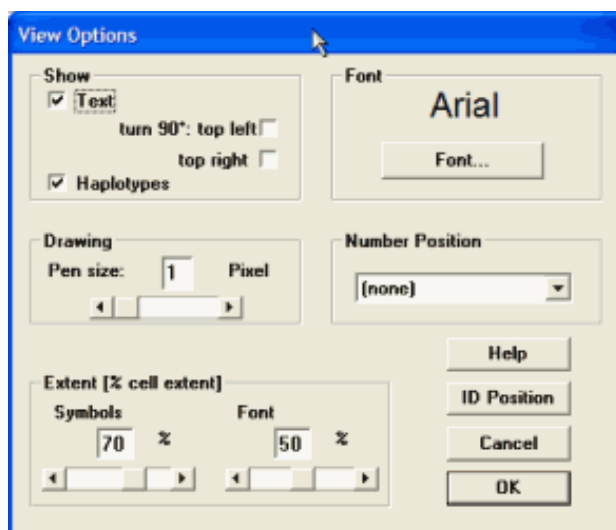 View Options
Show
Text
turn 90°: top left
top right
Haplotypes
Font
Arial
Font...
Drawing
Pen size: 1 Pixel
Number Position
(none)
Extent [% cell extent]
Symbols Font
70 % 50 %
Help
ID Position
Cancel
OK